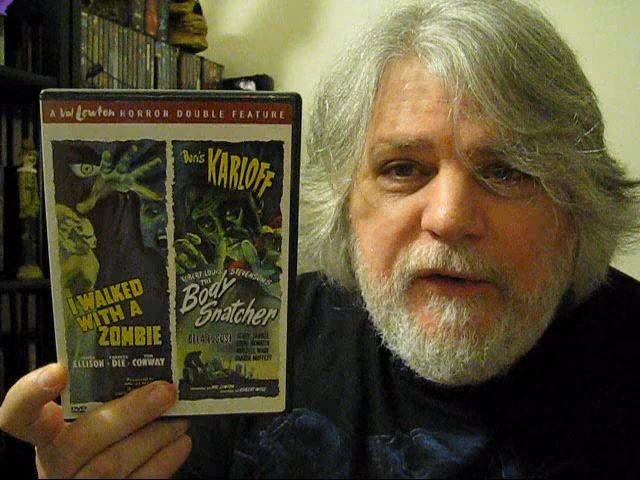 A Val Lewton HORROR DOUBLE FEATURE
I WALKED
WITH A
ZOMBIE
ELLISON · DEE · CONWAY
Boris
KARLOFF
ROBERT LOUIS STEVENSON'S
THE
Body
Snatcher
BELA LUGOSI
DVD